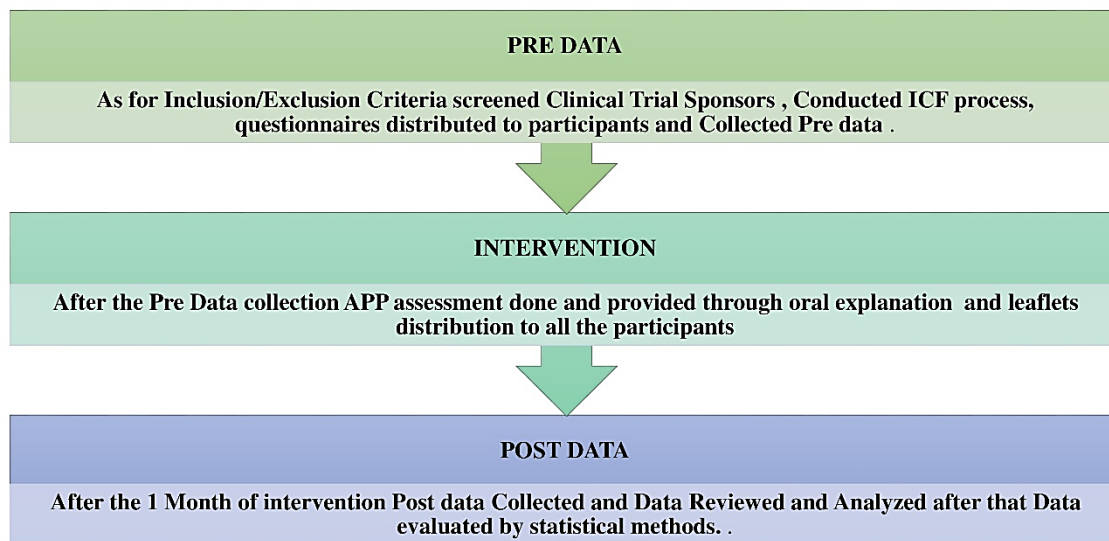 PRE DATA
As for Inclusion/Exclusion Criteria screened Clinical Trial Sponsors , Conducted ICF process,
questionnaires distributed to participants and Collected Pre data .
INTERVENTION
After the Pre Data collection APP assessment done and provided through oral explanation and leaflets
distribution to all the participants
POST DATA
After the 1 Month of intervention Post data Collected and Data Reviewed and Analyzed after that Data
evaluated by statistical methods. .